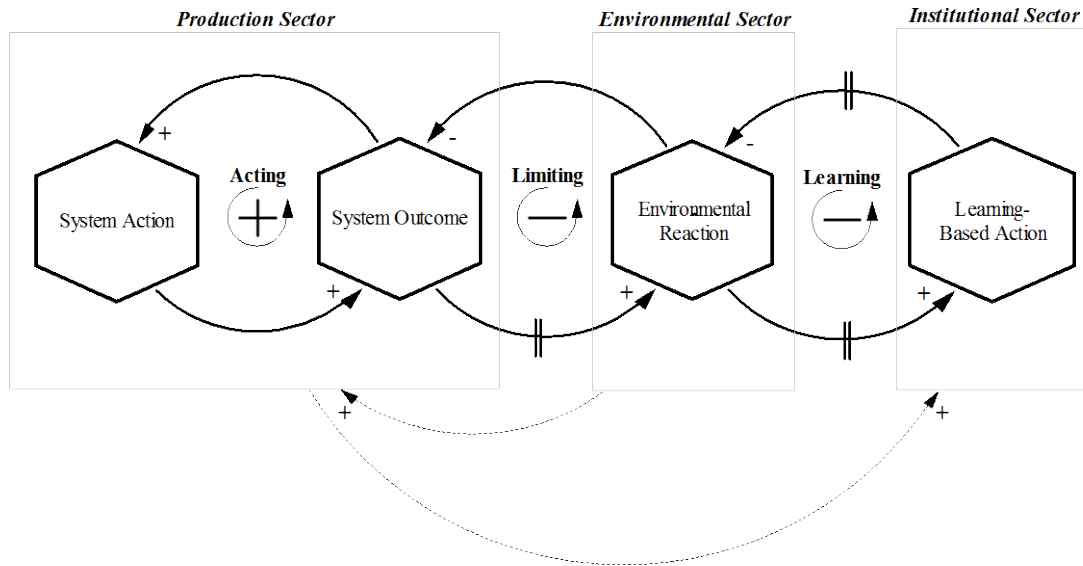 Production Sector
Environmental Sector
Institutional Sector
+
-
-
Acting
Limiting
Learning
System Action
+
System Outcome
−
Environmental
Reaction
−
Learning-
Based Action
+
+
+
+
+